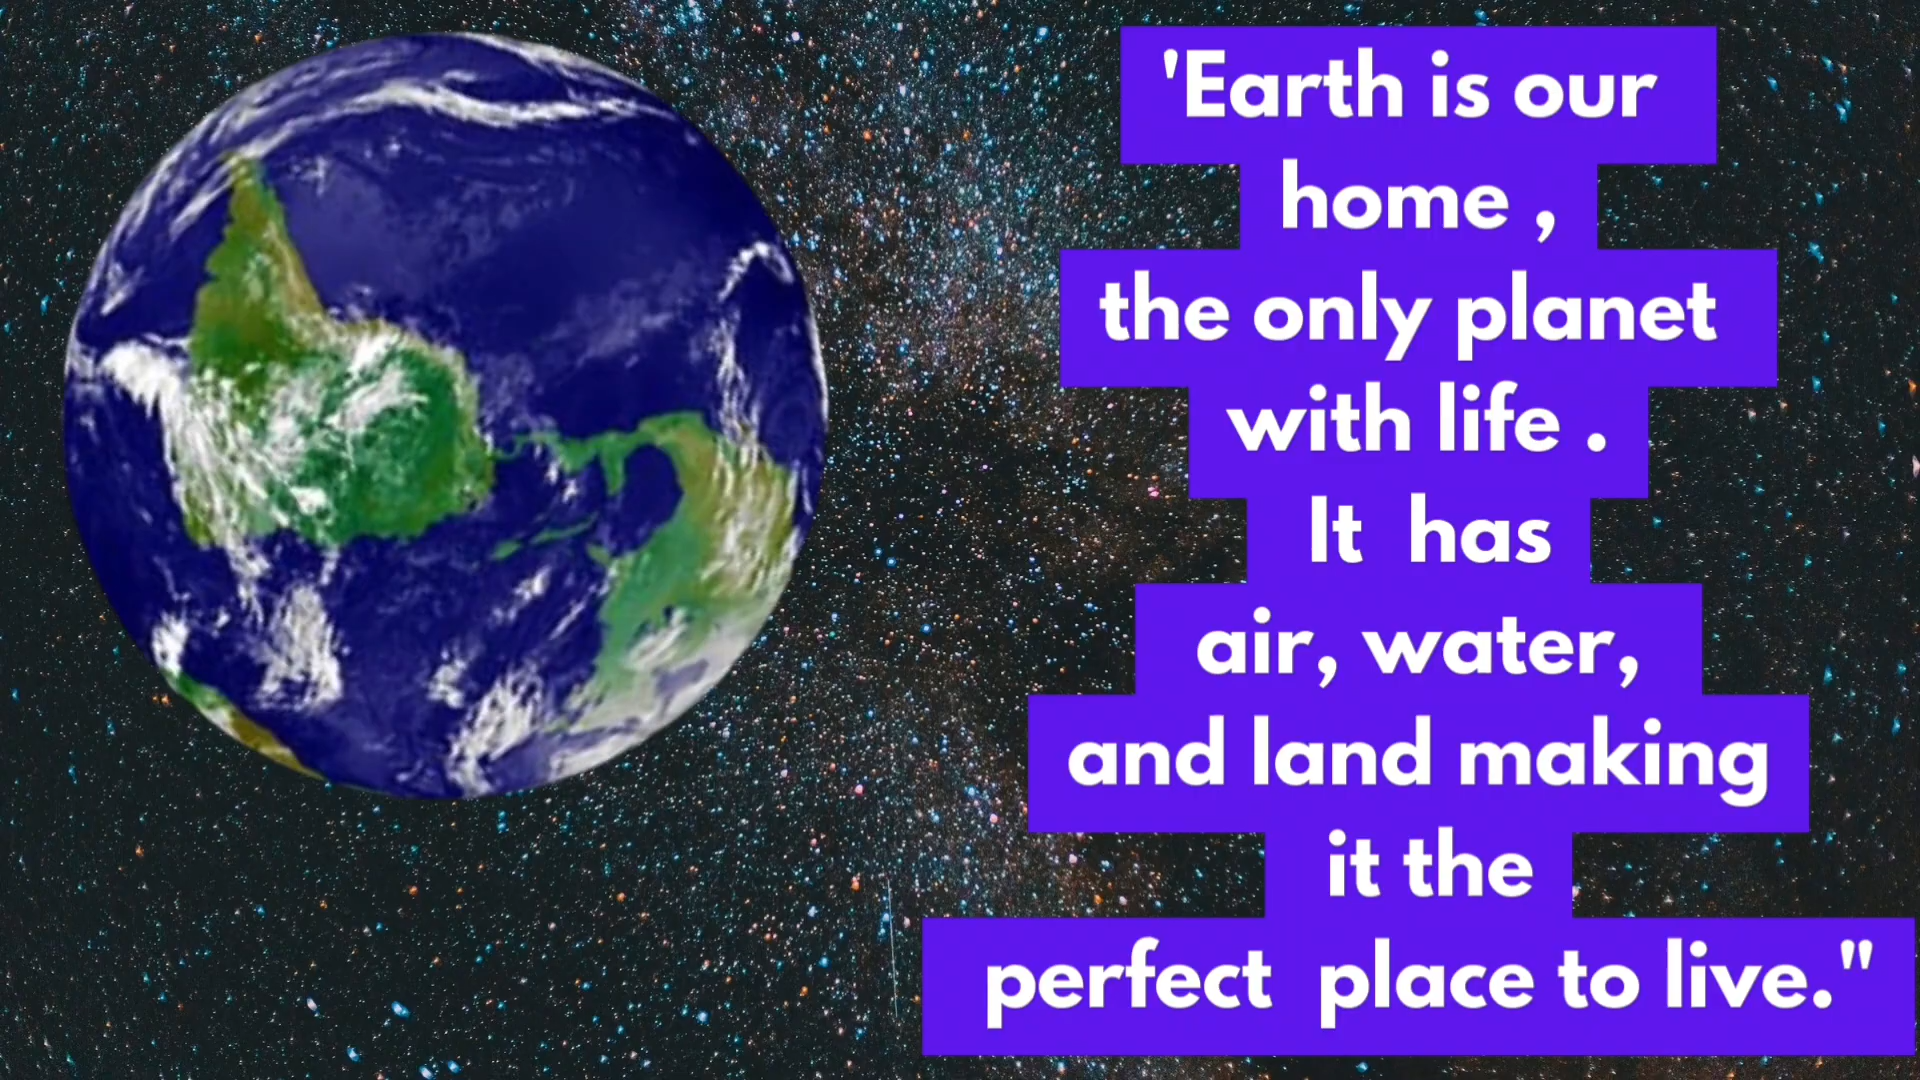 'Earth is our
home ,
the only planet
with life .
It  has
air, water,
and land making
it the
perfect  place to live."